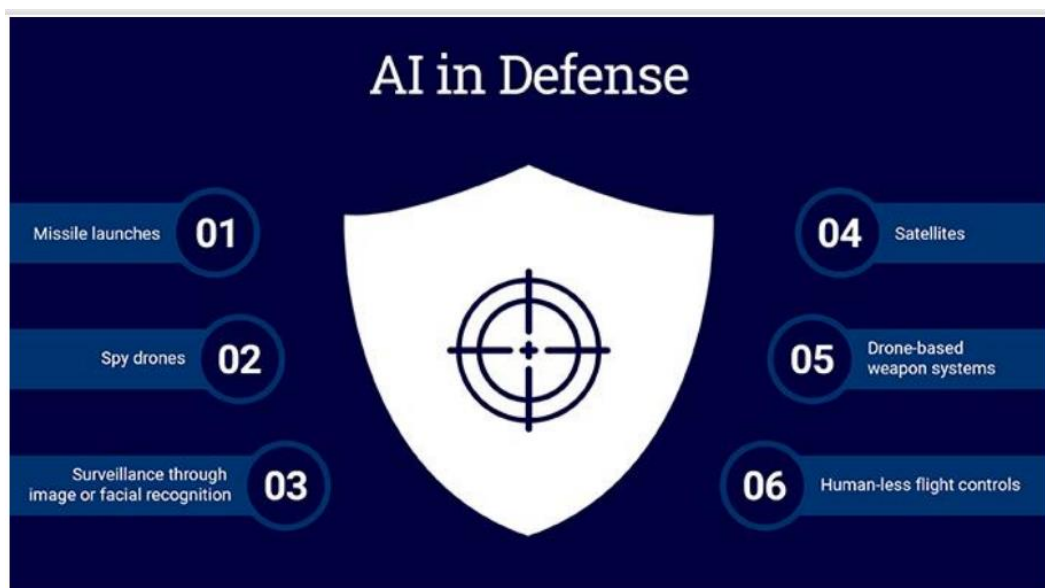 AI in Defense
Missile launches
01
Spy drones
02
Surveillance through
image or facial recognition
03
04
Satellites
05
Drone-based
weapon systems
06
Human-less flight controls